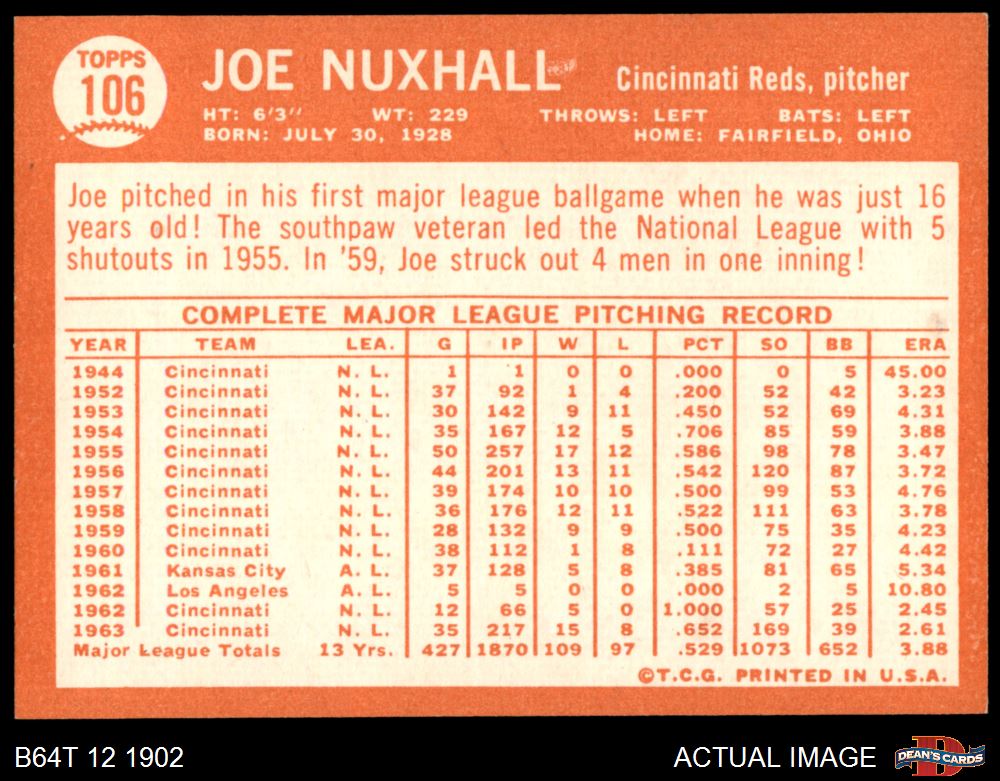 TOPPS
106
JOE NUXHALL
Cincinnati Reds, pitcher
HT: 6'3" WT: 229 THROWS: LEFT BATS: LEFT
BORN: JULY 30, 1928 HOME: FAIRFIELD, OHIO
Joe pitched in his first major league ballgame when he was just 16
years old! The southpaw veteran led the National League with 5
shutouts in 1955. In '59, Joe struck out 4 men in one inning!
COMPLETE MAJOR LEAGUE PITCHING RECORD
YEAR TEAM LEA. G IP W L PCT SO BB ERA
1944 Cincinnati N. L. 1 1 0 0 .000 0 5 45.00
1952 Cincinnati N. L. 37 92 1 4 .200 52 42 3.23
1953 Cincinnati N. L. 30 142 9 11 .450 52 69 4.31
1954 Cincinnati N. L. 35 167 12 5 .706 85 59 3.88
1955 Cincinnati N. L. 50 257 17 12 .586 98 78 3.47
1956 Cincinnati N. L. 44 201 13 11 .542 120 87 3.72
1957 Cincinnati N. L. 39 174 10 10 .500 99 53 4.76
1958 Cincinnati N. L. 36 176 12 11 .522 111 63 3.78
1959 Cincinnati N. L. 28 132 9 9 .500 75 35 4.23
1960 Cincinnati N. L. 38 112 1 8 .111 72 27 4.42
1961 Kansas City A. L. 37 128 5 8 .385 81 65 5.34
1962 Los Angeles A. L. 5 5 0 0 .000 2 5 10.80
1962 Cincinnati N. L. 12 66 5 0 1.000 57 25 2.45
1963 Cincinnati N. L. 35 217 15 8 .652 169 39 2.61
Major League Totals 13 Yrs. 427 1870 109 97 .529 1073 652 3.88
©T.C.G. PRINTED IN U.S.A.
B64T 12 1902
ACTUAL IMAGE
D
DEAN'S CARDS